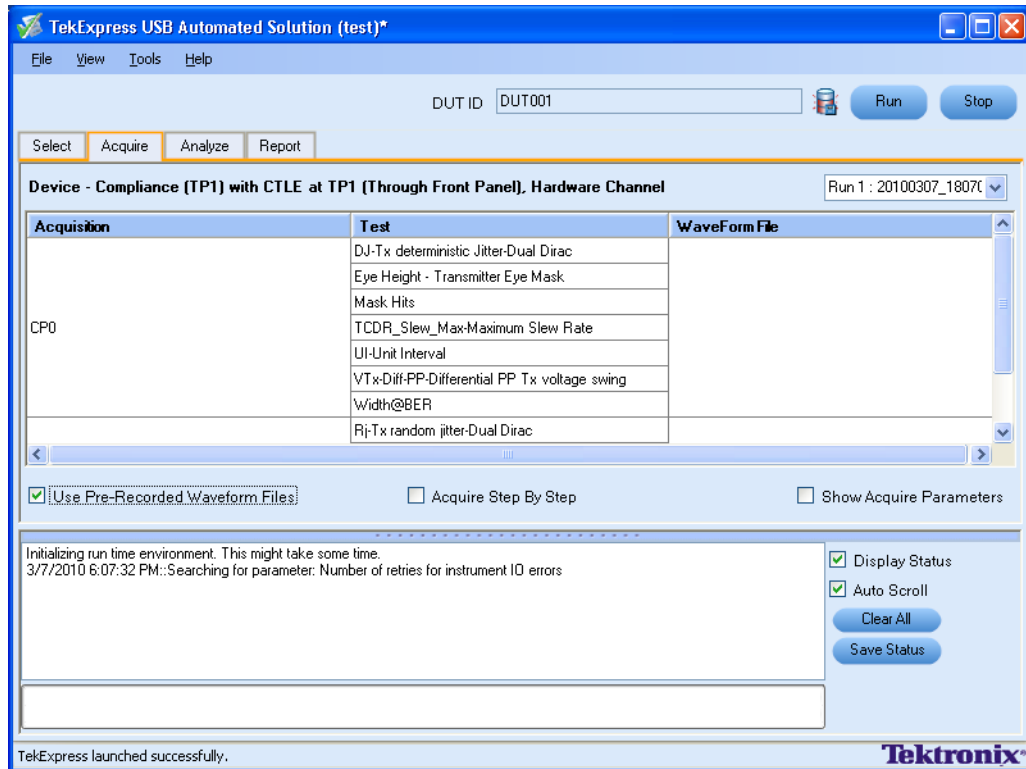 TekExpress USB Automated Solution (test)*
File View Tools Help
DUT ID DUT001 Run Stop
Select Acquire Analyze Report
Device - Compliance (TP1) with CTLE at TP1 (Through Front Panel), Hardware Channel Run 1 : 20100307_1807(
Acquisition Test WaveForm File
DJ-Tx deterministic Jitter-Dual Dirac
Eye Height - Transmitter Eye Mask
Mask Hits
CP0 TCDR_Slew_Max-Maximum Slew Rate
UI-Unit Interval
VTx-Diff-PP-Differential PP Tx voltage swing
Width@BER
Rj-Tx random jitter-Dual Dirac
Use Pre-Recorded Waveform Files Acquire Step By Step Show Acquire Parameters
Initializing run time environment. This might take some time.
3/7/2010 6:07:32 PM::Searching for parameter: Number of retries for instrument IO errors
Display Status
Auto Scroll
Clear All
Save Status
TekExpress launched successfully. Tektronix